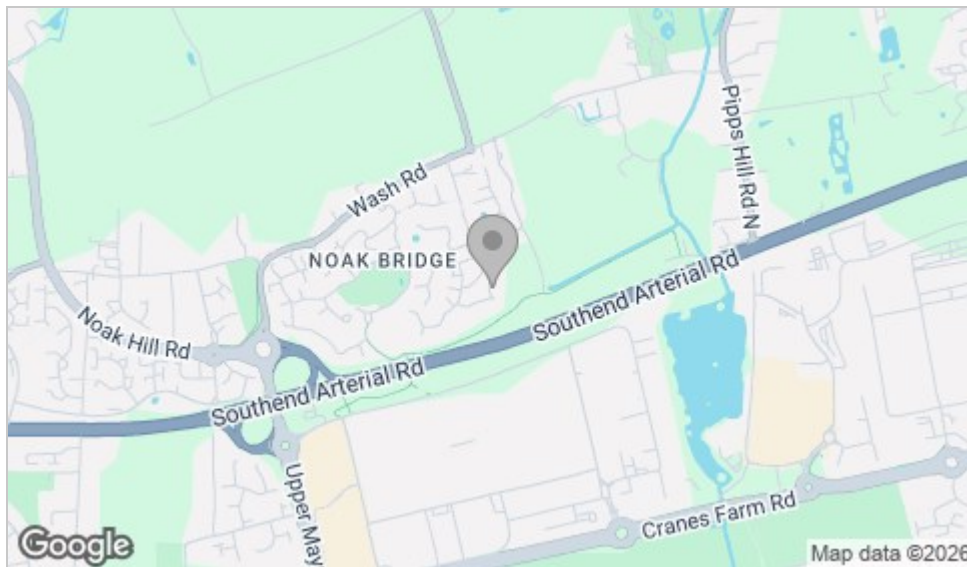 Pipps Hill Rd N
Wash Rd
NOAK BRIDGE
Noak Hill Rd
Southend Arterial Rd
Southend Arterial Rd
Upper May
Cranes Farm Rd
Google
Map data ©2026